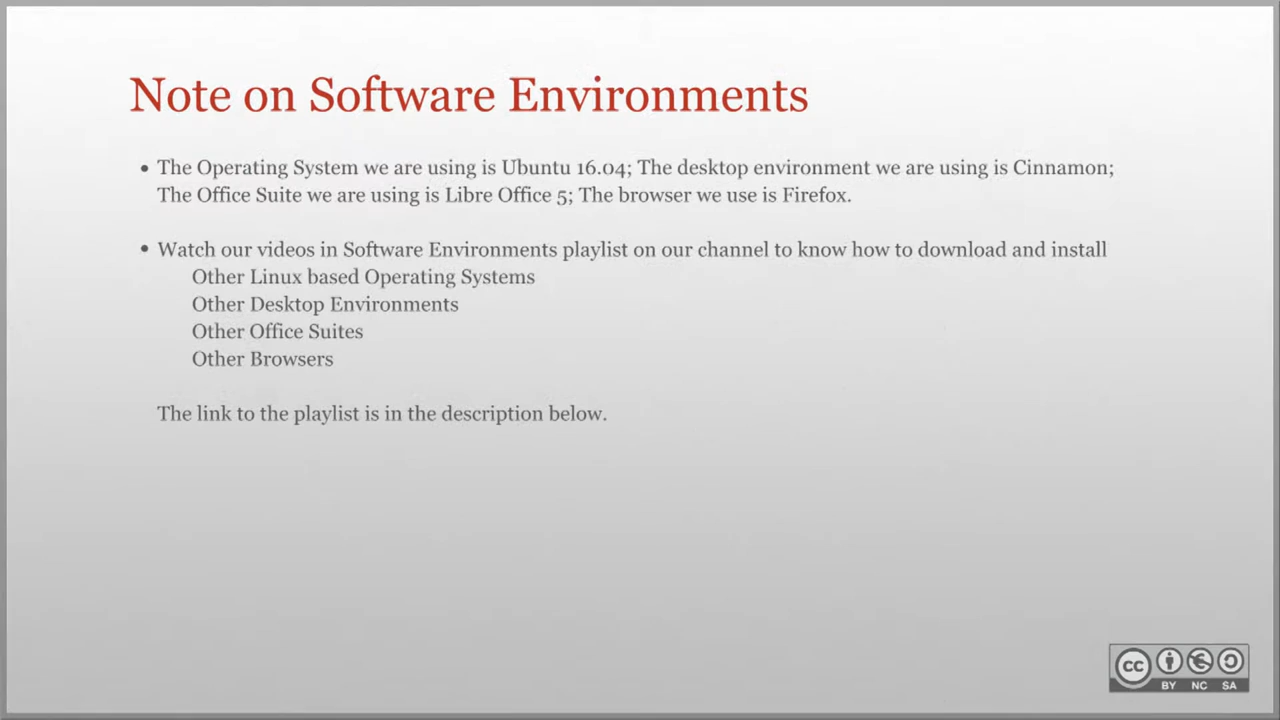 Note on Software Environments
• The Operating System we are using is Ubuntu 16.04; The desktop environment we are using is Cinnamon;
The Office Suite we are using is Libre Office 5; The browser we use is Firefox.
• Watch our videos in Software Environments playlist on our channel to know how to download and install
Other Linux based Operating Systems
Other Desktop Environments
Other Office Suites
Other Browsers
The link to the playlist is in the description below.
cc
BY NC SA